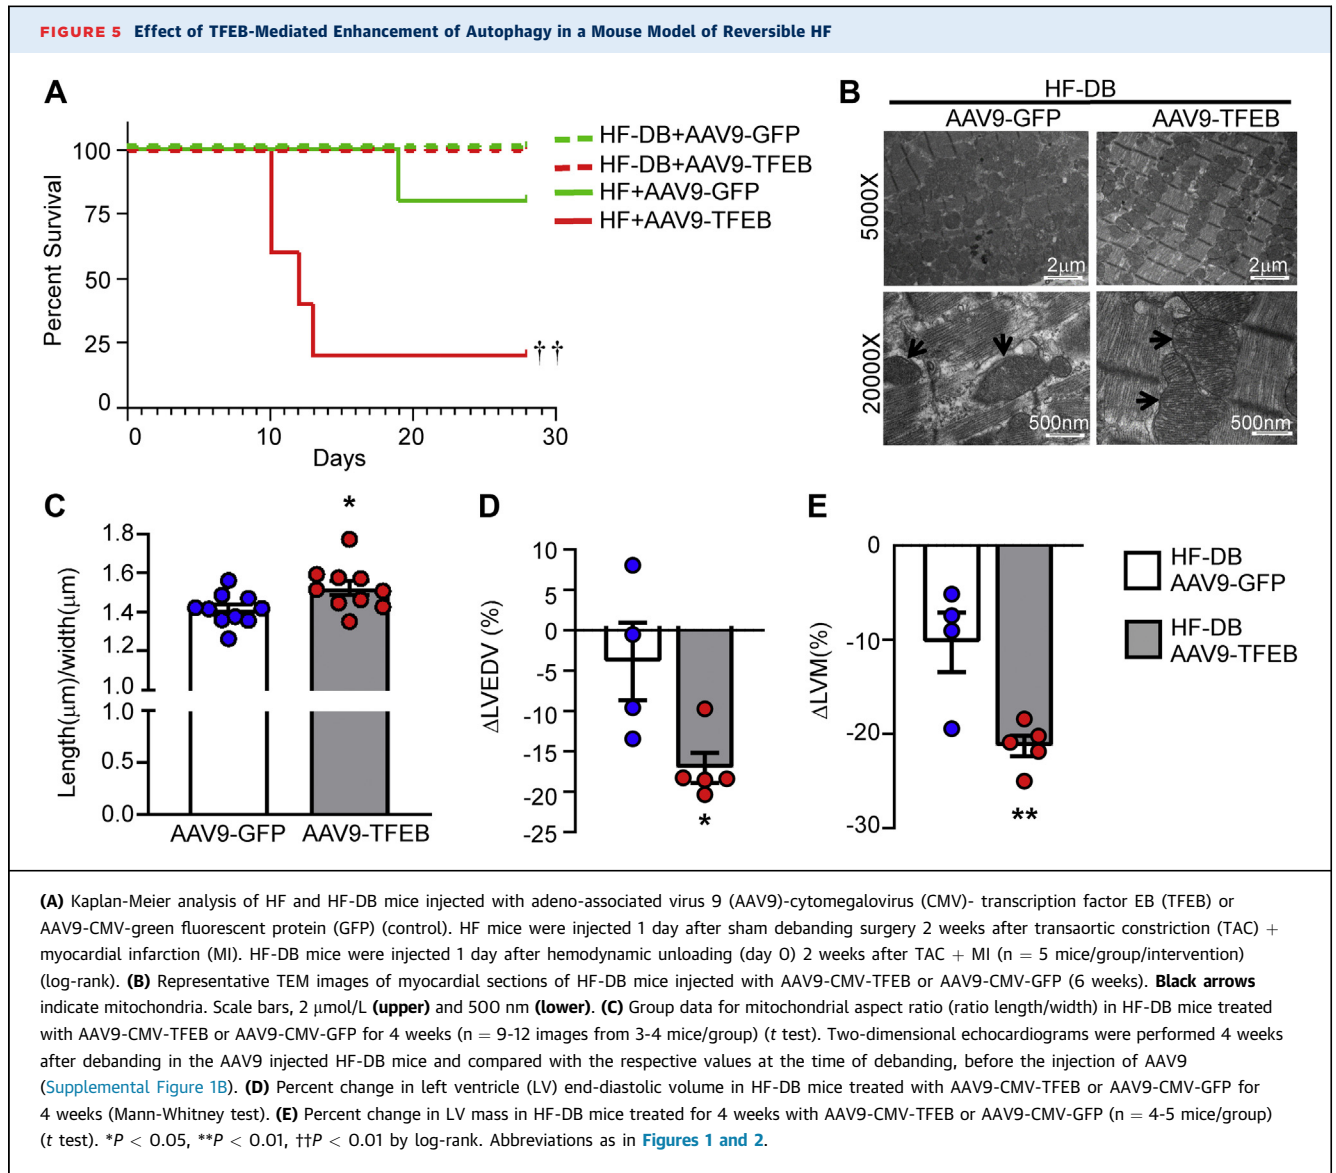 FIGURE 5 Effect of TFEB-Mediated Enhancement of Autophagy in a Mouse Model of Reversible HF
A
Percent Survival
100
75
50
25
0
0 10 20 30
Days
HF-DB+AAV9-GFP
HF-DB+AAV9-TFEB
HF+AAV9-GFP
HF+AAV9-TFEB
††
B
HF-DB
AAV9-GFP AAV9-TFEB
5000X
2μm 2μm
20000X
500nm 500nm
C
Length(μm)/width(μm)
1.8
1.6
1.4
1.2
1.0
1.0
0.5
0.0
*
AAV9-GFP AAV9-TFEB
D
ΔLVEDV (%)
10
5
0
-5
-10
-15
-20
-25
*
E
ΔLVM(%)
0
-10
-20
-30
**
HF-DB
AAV9-GFP
HF-DB
AAV9-TFEB
(A) Kaplan-Meier analysis of HF and HF-DB mice injected with adeno-associated virus 9 (AAV9)-cytomegalovirus (CMV)- transcription factor EB (TFEB) or
AAV9-CMV-green fluorescent protein (GFP) (control). HF mice were injected 1 day after sham debanding surgery 2 weeks after transaortic constriction (TAC) +
myocardial infarction (MI). HF-DB mice were injected 1 day after hemodynamic unloading (day 0) 2 weeks after TAC + MI (n = 5 mice/group/intervention)
(log-rank). (B) Representative TEM images of myocardial sections of HF-DB mice injected with AAV9-CMV-TFEB or AAV9-CMV-GFP (6 weeks). Black arrows
indicate mitochondria. Scale bars, 2 μmol/L (upper) and 500 nm (lower). (C) Group data for mitochondrial aspect ratio (ratio length/width) in HF-DB mice treated
with AAV9-CMV-TFEB or AAV9-CMV-GFP for 4 weeks (n = 9-12 images from 3-4 mice/group) (t test). Two-dimensional echocardiograms were performed 4 weeks
after debanding in the AAV9 injected HF-DB mice and compared with the respective values at the time of debanding, before the injection of AAV9
(Supplemental Figure 1B). (D) Percent change in left ventricle (LV) end-diastolic volume in HF-DB mice treated with AAV9-CMV-TFEB or AAV9-CMV-GFP for
4 weeks (Mann-Whitney test). (E) Percent change in LV mass in HF-DB mice treated for 4 weeks with AAV9-CMV-TFEB or AAV9-CMV-GFP (n = 4-5 mice/group)
(t test). *P < 0.05, **P < 0.01, ††P < 0.01 by log-rank. Abbreviations as in Figures 1 and 2.